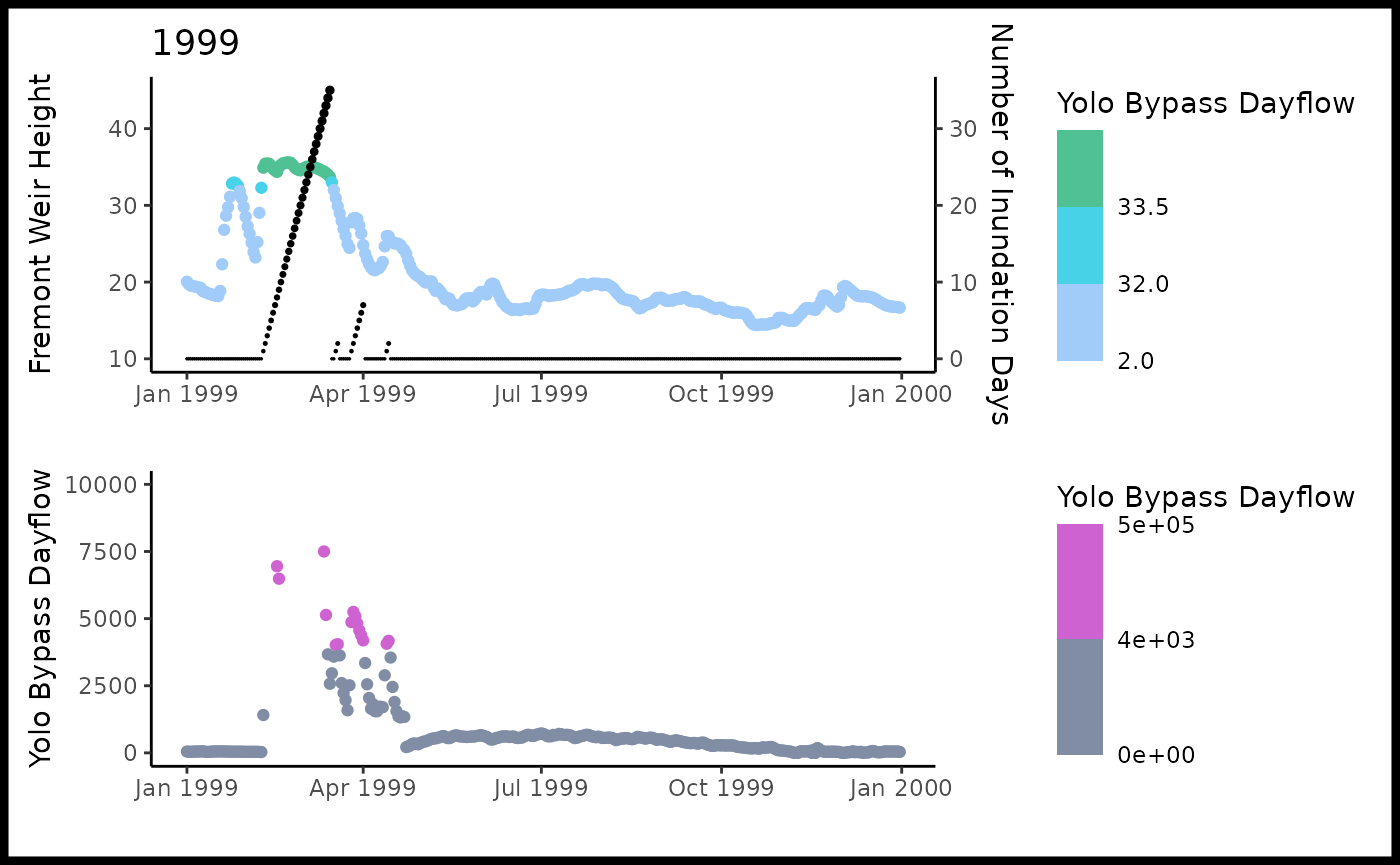 1999
Fremont Weir Height
40
30
20
10
30
20
10
0
Number of Inundation Days
Jan 1999 Apr 1999 Jul 1999 Oct 1999 Jan 2000
Yolo Bypass Dayflow
33.5
32.0
2.0
Yolo Bypass Dayflow
10000
7500
5000
2500
0
Jan 1999 Apr 1999 Jul 1999 Oct 1999 Jan 2000
Yolo Bypass Dayflow
5e+05
4e+03
0e+00